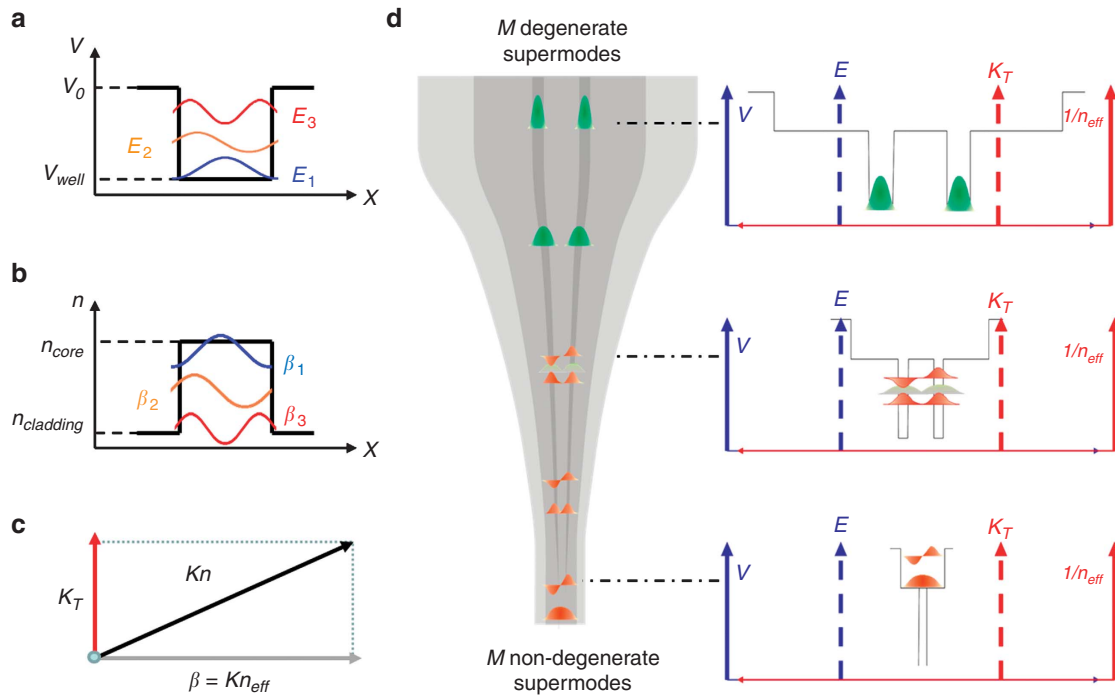 a
V
V0
E3
E2
Vwell
E1
X
b
n
ncore
β1
β2
ncladding
β3
X
c
Kn
KT
β = Kneff
d
M degenerate
supermodes
V
E
KT
1/neff
V
E
KT
1/neff
V
E
KT
1/neff
M non-degenerate
supermodes